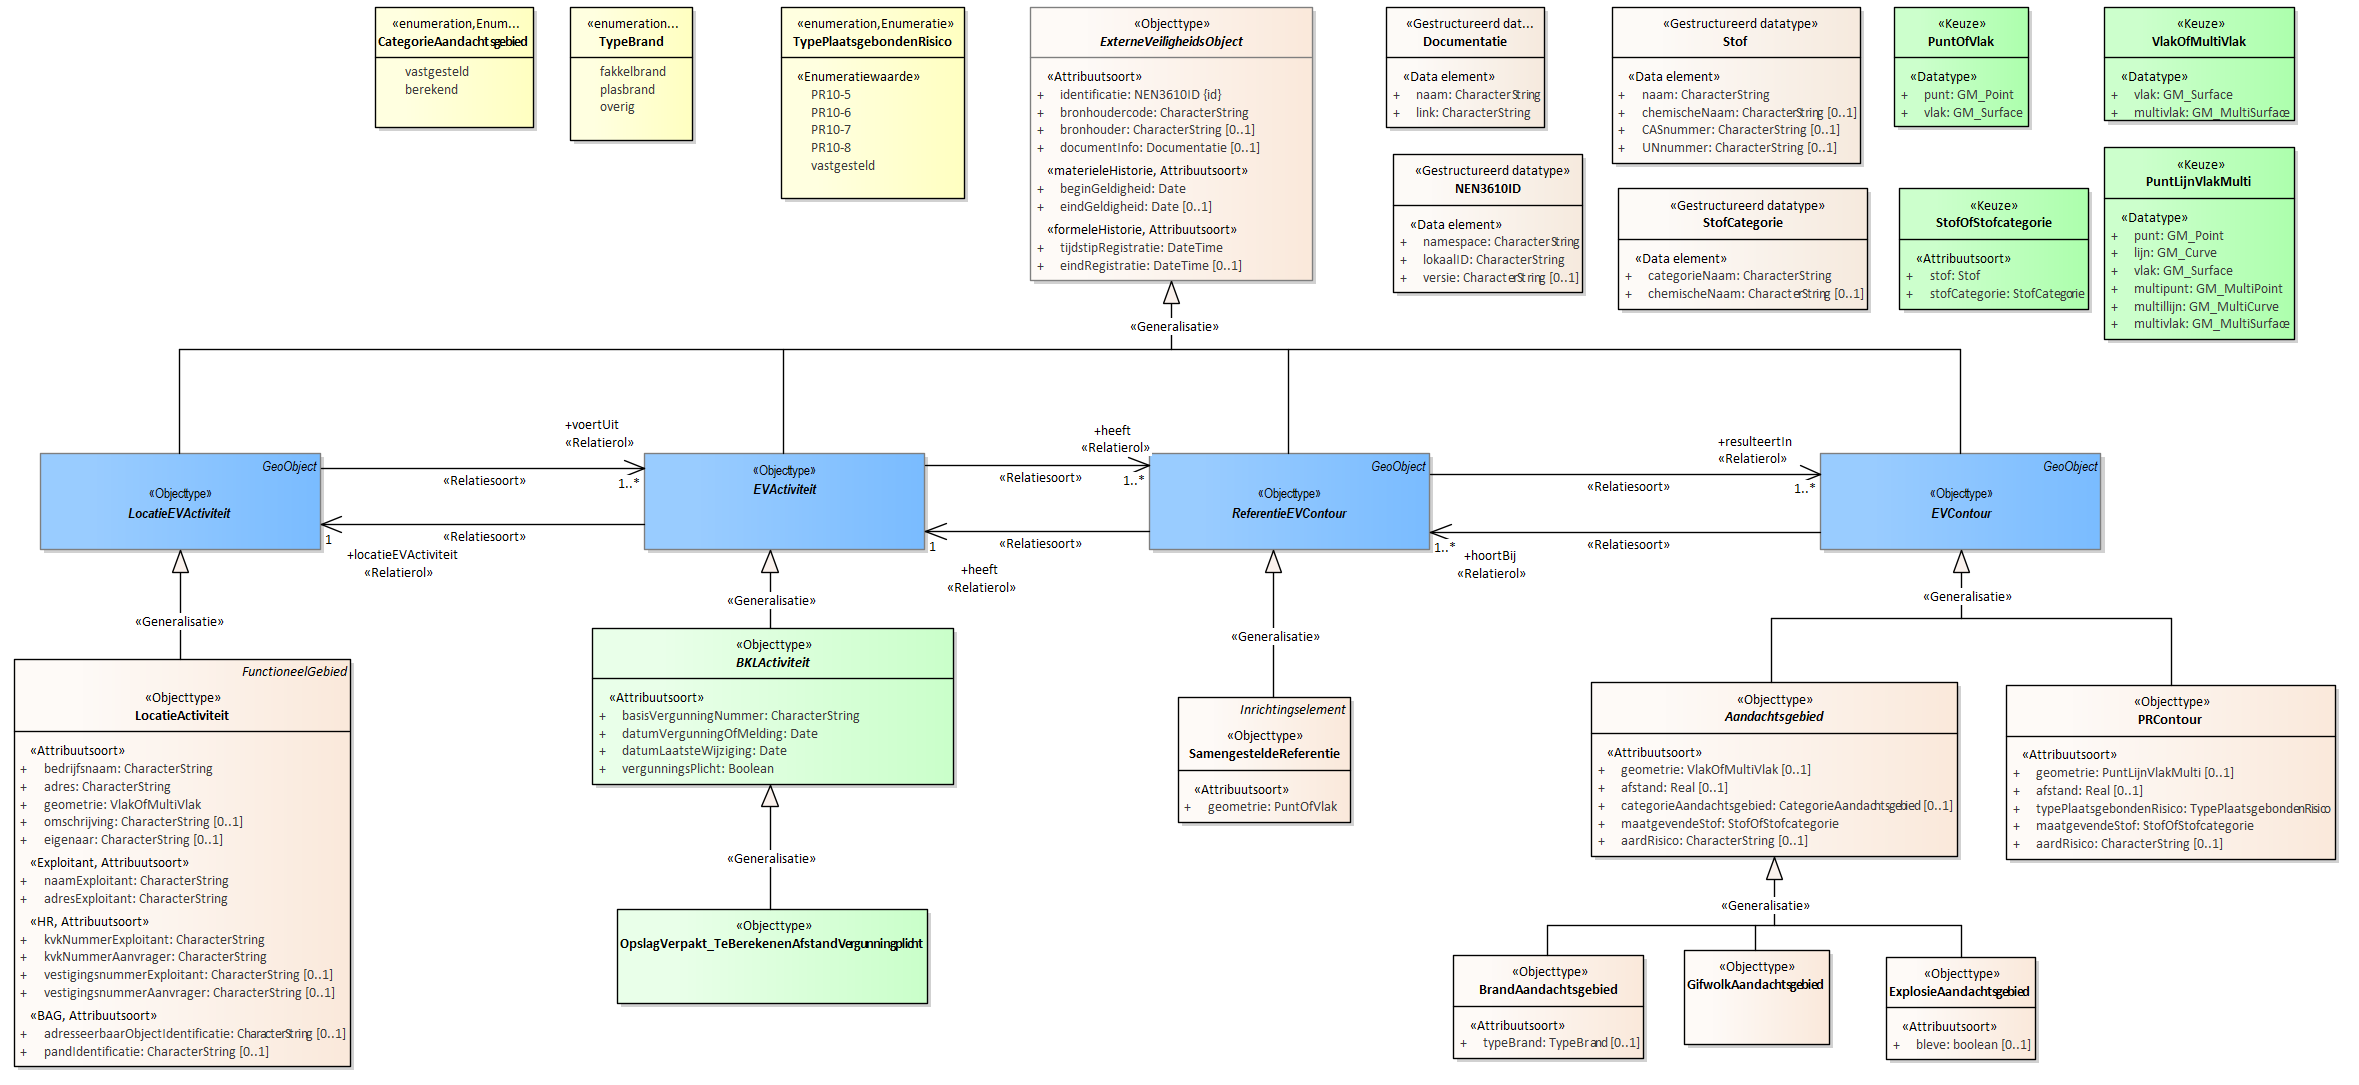 «enumeration,Enum...
CategorieAandachtsgebied
vastgesteld
berekend
«enumeration...
TypeBrand
fakkelbrand
plasbrand
overig
«enumeration,Enumeratie»
TypePlaatsgebondenRisico
«Enumeratiewaarde»
PR10-5
PR10-6
PR10-7
PR10-8
vastgesteld
«Objecttype»
ExterneVeiligheidsObject
«Attribuutsoort»
+ identificatie: NEN3610ID {id}
+ bronhoudercode: CharacterString
+ bronhouder: CharacterString [0..1]
+ documentInfo: Documentatie [0..1]
«materieleHistorie, Attribuutsoort»
+ beginGeldigheid: Date
+ eindGeldigheid: Date [0..1]
«formeleHistorie, Attribuutsoort»
+ tijdstipRegistratie: DateTime
+ eindRegistratie: DateTime [0..1]
«Gestructureerd dat...
Documentatie
«Data element»
+ naam: CharacterString
+ link: CharacterString
«Gestructureerd datatype»
NEN3610ID
«Data element»
+ namespace: CharacterString
+ lokaalID: CharacterString
+ versie: CharacterString [0..1]
«Gestructureerd datatype»
Stof
«Data element»
+ naam: CharacterString
+ chemischeNaam: CharacterString [0..1]
+ CASnummer: CharacterString [0..1]
+ UNnummer: CharacterString [0..1]
«Gestructureerd datatype»
StofCategorie
«Data element»
+ categorieNaam: CharacterString
+ chemischeNaam: CharacterString [0..1]
«Keuze»
PuntOfVlak
«Datatype»
+ punt: GM_Point
+ vlak: GM_Surface
«Keuze»
StofOfStofcategorie
«Attribuutsoort»
+ stof: Stof
+ stofCategorie: StofCategorie
«Keuze»
VlakOfMultiVlak
«Datatype»
+ vlak: GM_Surface
+ multivlak: GM_MultiSurface
«Keuze»
PuntLijnVlakMulti
«Datatype»
+ punt: GM_Point
+ lijn: GM_Curve
+ vlak: GM_Surface
+ multipunt: GM_MultiPoint
+ multilijn: GM_MultiCurve
+ multivlak: GM_MultiSurface
«Generalisatie»
GeoObject
«Objecttype»
LocatieEVActiviteit
+voertUit
«Relatierol»
«Relatiesoort»
1..*
«Relatiesoort»
1
+locatieEVActiviteit
«Relatierol»
«Objecttype»
EVActiviteit
+heeft
«Relatierol»
«Relatiesoort»
1..*
«Relatiesoort»
1
+heeft
«Relatierol»
GeoObject
«Objecttype»
ReferentieEVContour
+resulteertIn
«Relatierol»
«Relatiesoort»
1..*
«Relatiesoort»
1..*
+hoortBij
«Relatierol»
GeoObject
«Objecttype»
EVContour
«Generalisatie»
FunctioneelGebied
«Objecttype»
LocatieActiviteit
«Attribuutsoort»
+ bedrijfsnaam: CharacterString
+ adres: CharacterString
+ geometrie: VlakOfMultiVlak
+ omschrijving: CharacterString [0..1]
+ eigenaar: CharacterString [0..1]
«Exploitant, Attribuutsoort»
+ naamExploitant: CharacterString
+ adresExploitant: CharacterString
«HR, Attribuutsoort»
+ kvkNummerExploitant: CharacterString
+ kvkNummerAanvrager: CharacterString
+ vestigingsnummerExploitant: CharacterString [0..1]
+ vestigingsnummerAanvrager: CharacterString [0..1]
«BAG, Attribuutsoort»
+ adresseerbaarObjectIdentificatie: CharacterString [0..1]
+ pandIdentificatie: CharacterString [0..1]
«Generalisatie»
«Objecttype»
BKLActiviteit
«Attribuutsoort»
+ basisVergunningNummer: CharacterString
+ datumVergunningOfMelding: Date
+ datumLaatsteWijziging: Date
+ vergunningsPlicht: Boolean
«Generalisatie»
«Objecttype»
OpslagVerpakt_TeBerekenenAfstandVergunningplicht
«Generalisatie»
Inrichtingselement
«Objecttype»
SamengesteldeReferentie
«Attribuutsoort»
+ geometrie: PuntOfVlak
«Generalisatie»
«Objecttype»
Aandachtsgebied
«Attribuutsoort»
+ geometrie: VlakOfMultiVlak [0..1]
+ afstand: Real [0..1]
+ categorieAandachtsgebied: CategorieAandachtsgebied [0..1]
+ maatgevendeStof: StofOfStofcategorie
+ aardRisico: CharacterString [0..1]
«Objecttype»
PRContour
«Attribuutsoort»
+ geometrie: PuntLijnVlakMulti [0..1]
+ afstand: Real [0..1]
+ typePlaatsgebondenRisico: TypePlaatsgebondenRisico
+ maatgevendeStof: StofOfStofcategorie
+ aardRisico: CharacterString [0..1]
«Generalisatie»
«Objecttype»
BrandAandachtsgebied
«Attribuutsoort»
+ typeBrand: TypeBrand [0..1]
«Objecttype»
GifwolkAandachtsgebied
«Objecttype»
ExplosieAandachtsgebied
«Attribuutsoort»
+ bleve: boolean [0..1]